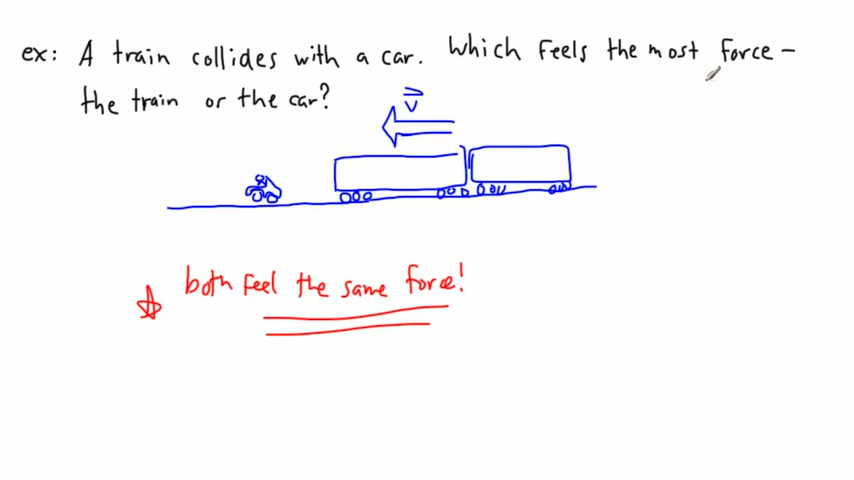 ex: A train collides with a car. Which feels the most force -
the train or the car?
v
both feel the same force!